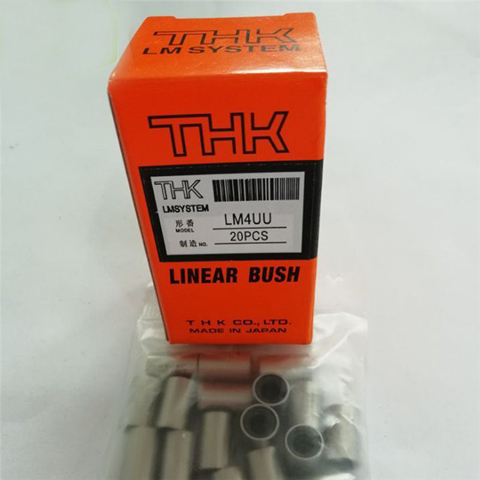 THK
LM SYSTEM
THK
THK
LMSYSTEM
形番
MODEL
LM4UU
製造 NO.
20PCS
LINEAR BUSH
THK CO., LTD.
MADE IN JAPAN